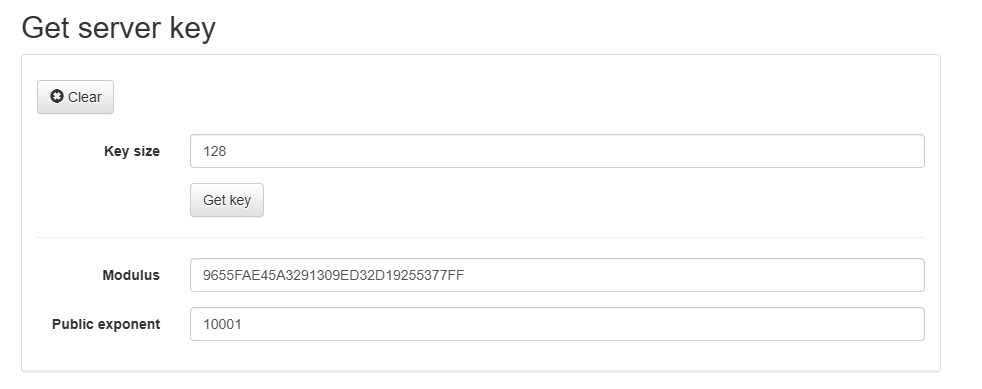 Get server key
Clear
Key size 128
Get key
Modulus 9655FAE45A3291309ED32D19255377FF
Public exponent 10001